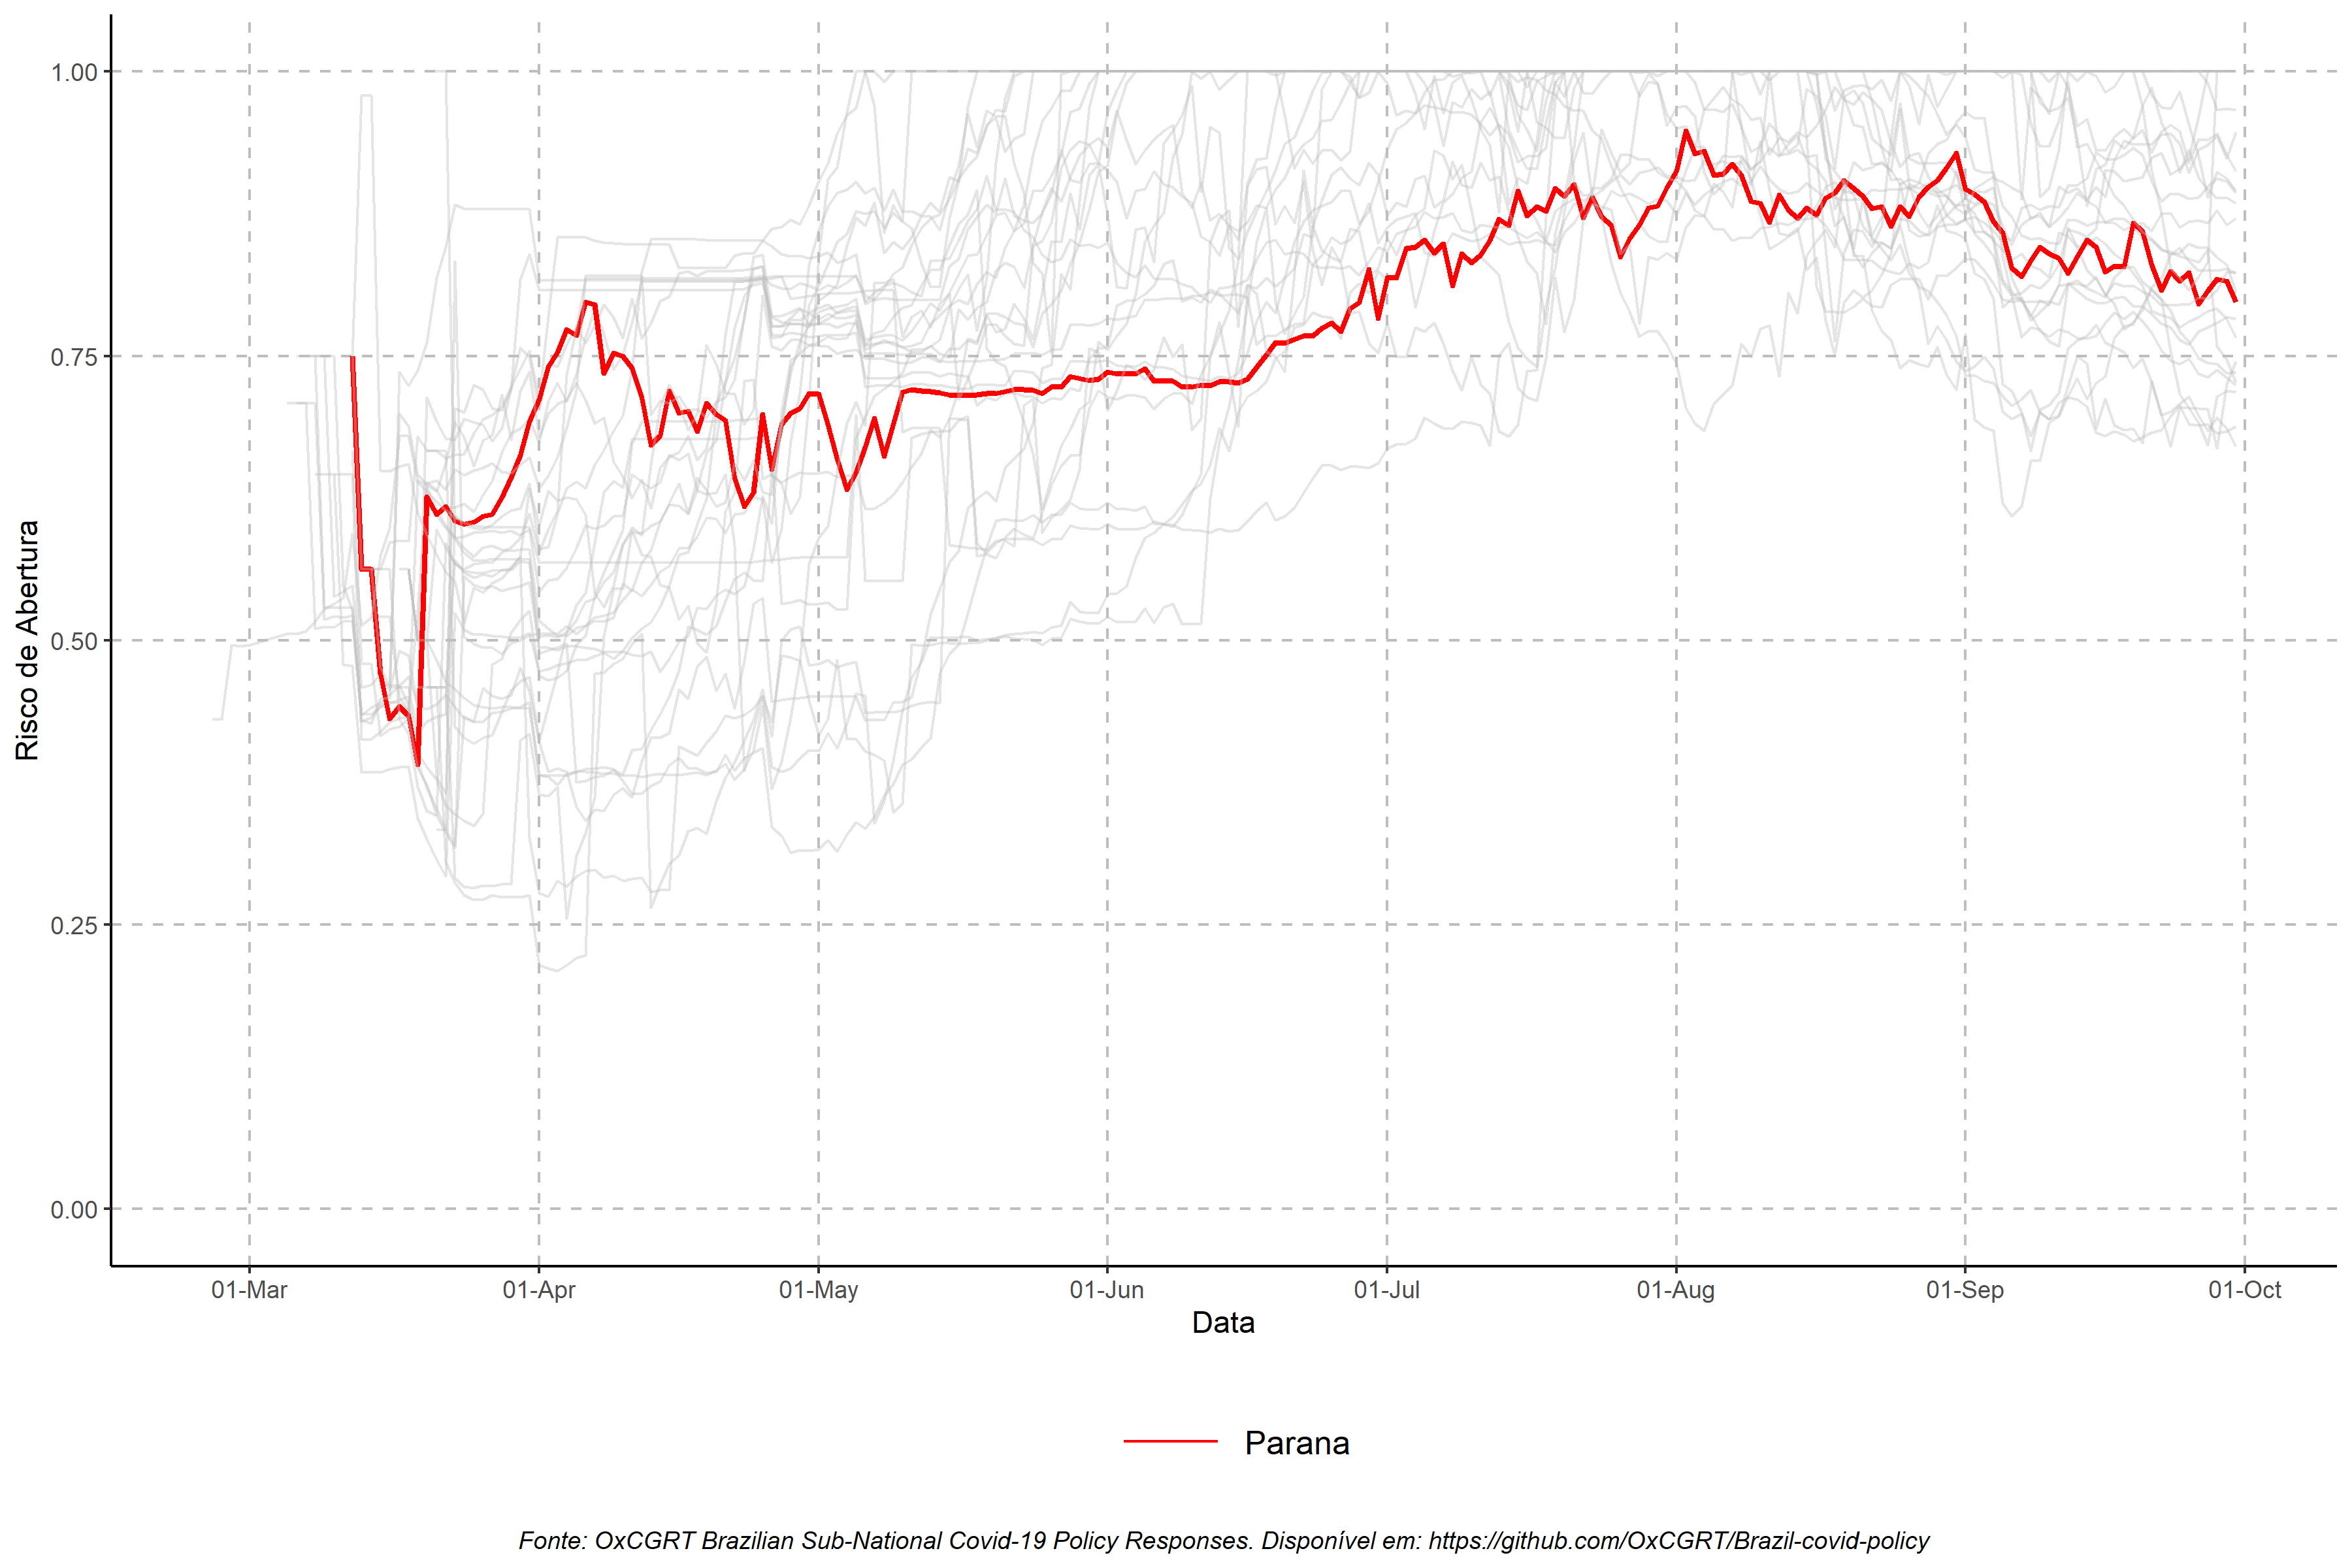 1.00
0.75
0.50
0.25
0.00
Risco de Abertura
01-Mar 01-Apr 01-May 01-Jun 01-Jul 01-Aug 01-Sep 01-Oct
Data
Parana
Fonte: OxCGRT Brazilian Sub-National Covid-19 Policy Responses. Disponível em: https://github.com/OxCGRT/Brazil-covid-policy